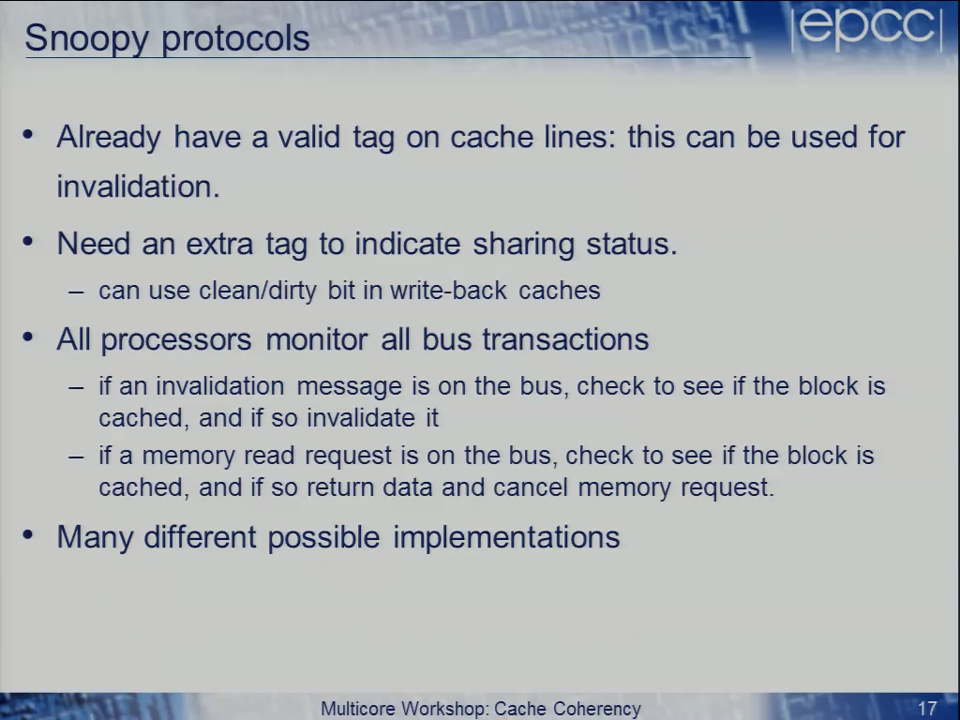 Snoopy protocols
|epcc|
• Already have a valid tag on cache lines: this can be used for
invalidation.
• Need an extra tag to indicate sharing status.
– can use clean/dirty bit in write-back caches
• All processors monitor all bus transactions
– if an invalidation message is on the bus, check to see if the block is
cached, and if so invalidate it
– if a memory read request is on the bus, check to see if the block is
cached, and if so return data and cancel memory request.
• Many different possible implementations
Multicore Workshop: Cache Coherency
17